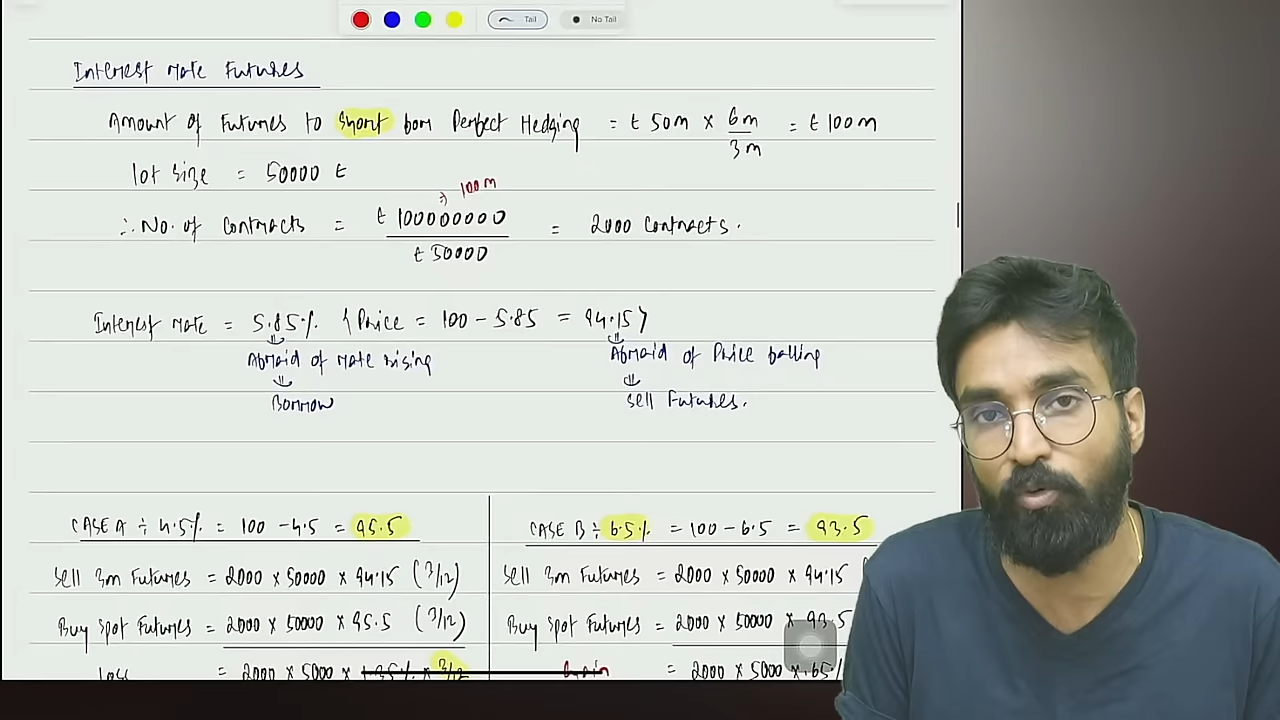 Tail
No Tail
Interest rate Futures
Amount of Futures to Short for Perfect Hedging = £ 50m × 6m/3m = £ 100m
lot size = 50000 £
⇒ 100m
∴ No. of Contracts = £ 100000000 / £ 50000 = 2000 Contracts.
Interest rate = 5.85% {Price = 100 - 5.85 = 94.15}
Afraid of rate rising
Afraid of Price falling
Borrow
Sell Futures.
CASE A ÷ 4.5% = 100 - 4.5 = 95.5
CASE B ÷ 6.5% = 100 - 6.5 = 93.5
Sell 3m Futures = 2000 × 50000 × 94.15 (3/12)
Sell 3m Futures = 2000 × 50000 × 94.15
Buy Spot Futures = 2000 × 50000 × 95.5 (3/12)
Buy Spot Futures = 2000 × 50000 × 93.5
Loss = 2000 × 5000 × 1.35% × 3/12
Gain = 2000 × 5000 × .65%